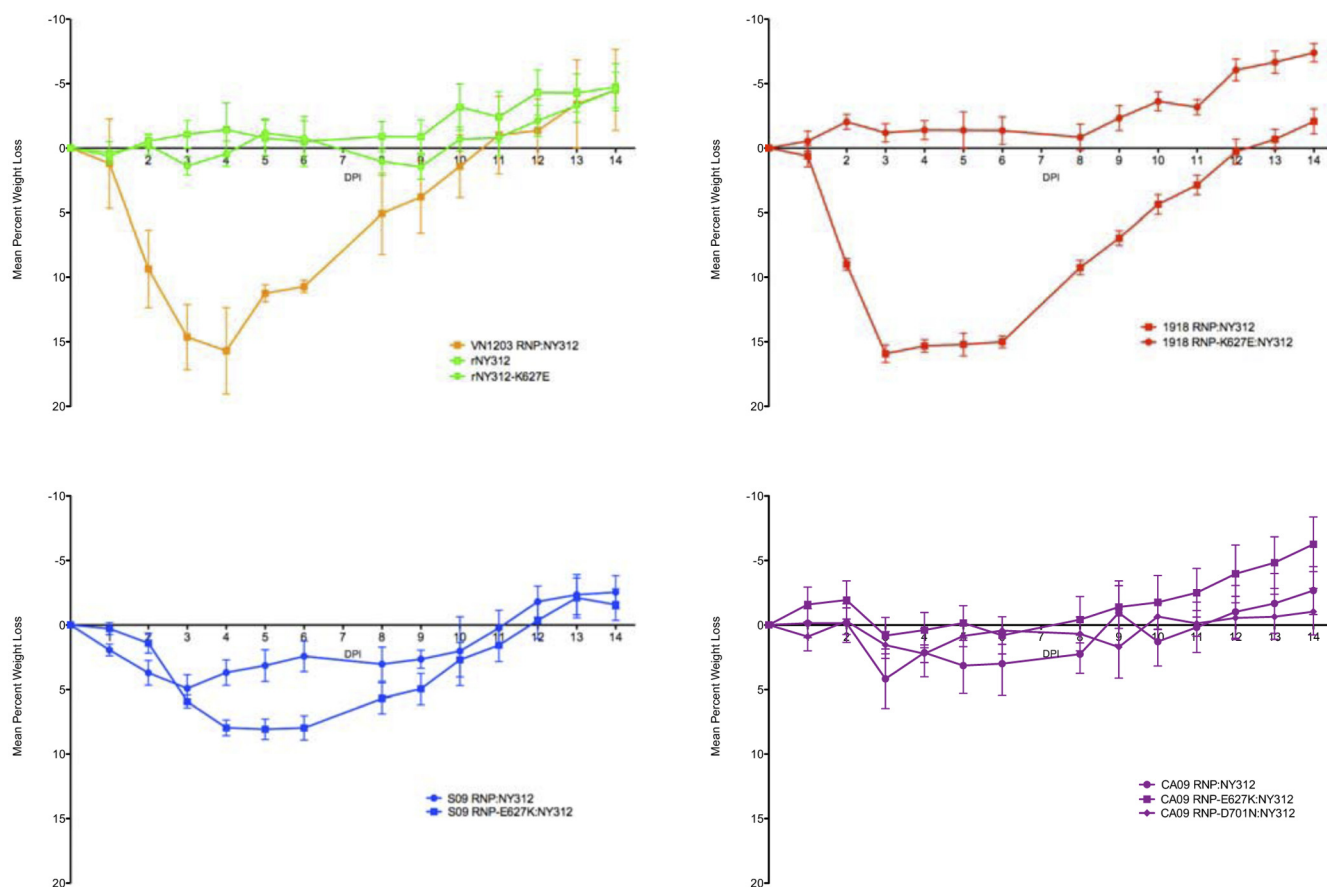 -10
-5
0
5
10
15
20
Mean Percent Weight Loss
2 3 4 5 6 7 8 9 10 11 12 13 14
DPI
VN1203 RNP:NY312
rNY312
rNY312-K627E
-10
-5
0
5
10
15
20
Mean Percent Weight Loss
1 2 3 4 5 6 7 8 9 10 11 12 13 14
DPI
1918 RNP:NY312
1918 RNP-K627E:NY312
-10
-5
0
5
10
15
20
Mean Percent Weight Loss
1 2 3 4 5 6 7 8 9 10 11 12 13 14
DPI
S09 RNP:NY312
S09 RNP-E627K:NY312
-10
-5
0
5
10
15
20
Mean Percent Weight Loss
1 2 3 4 5 6 7 8 9 10 11 12 13 14
DPI
CA09 RNP:NY312
CA09 RNP-E627K:NY312
CA09 RNP-D701N:NY312